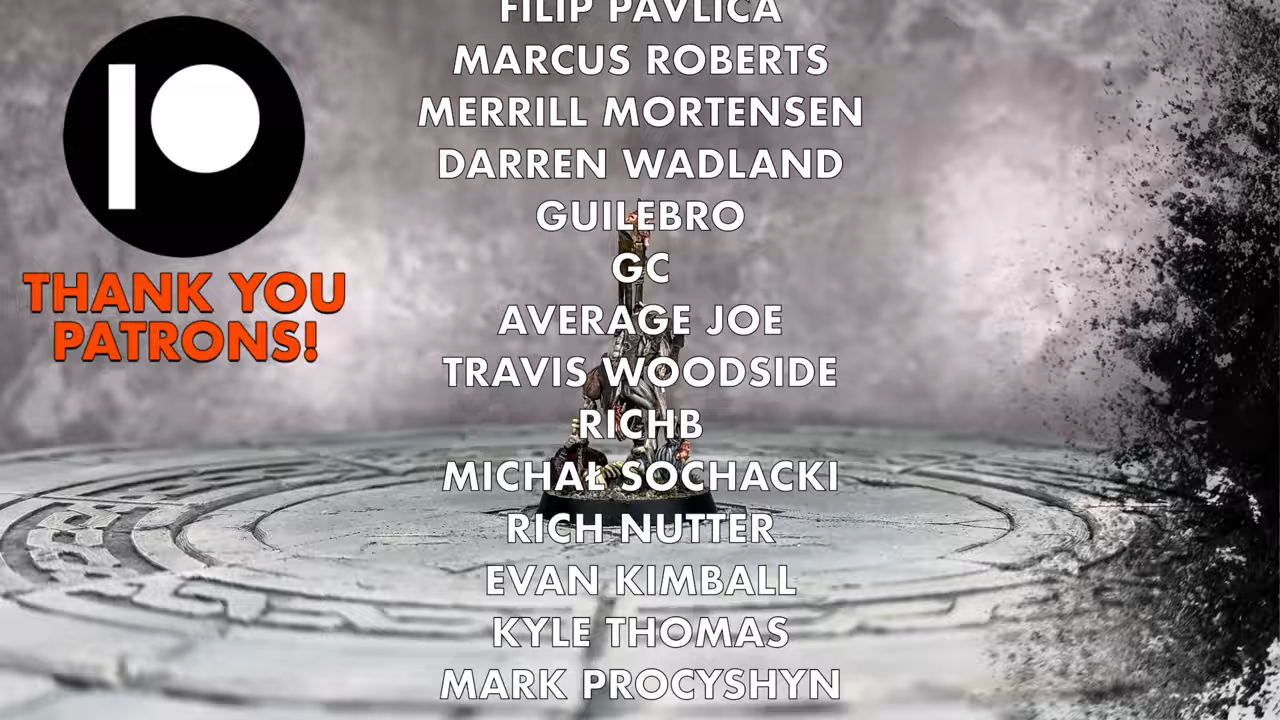 THANK YOU
PATRONS!
FILIP PAVLICA
MARCUS ROBERTS
MERRILL MORTENSEN
DARREN WADLAND
GUILEBRO
GC
AVERAGE JOE
TRAVIS WOODSIDE
RICHB
MICHAŁ SOCHACKI
RICH NUTTER
EVAN KIMBALL
KYLE THOMAS
MARK PROCYSHYN